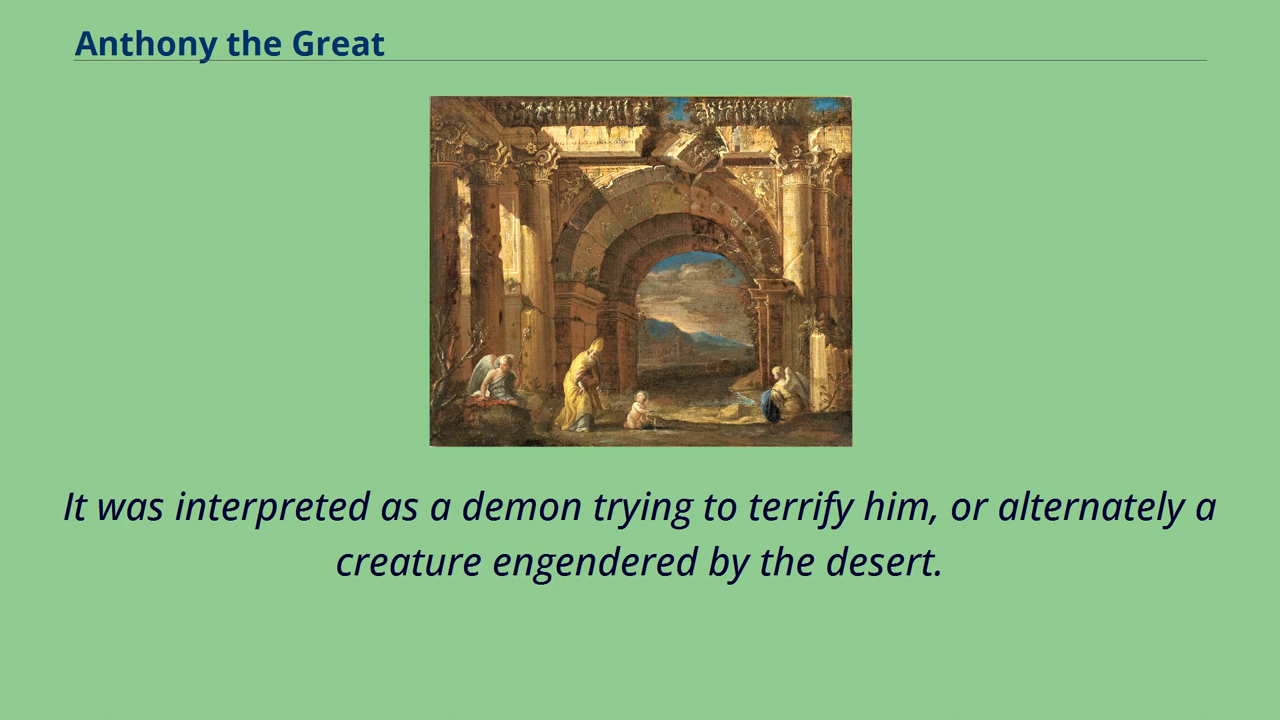 Anthony the Great
It was interpreted as a demon trying to terrify him, or alternately a
creature engendered by the desert.